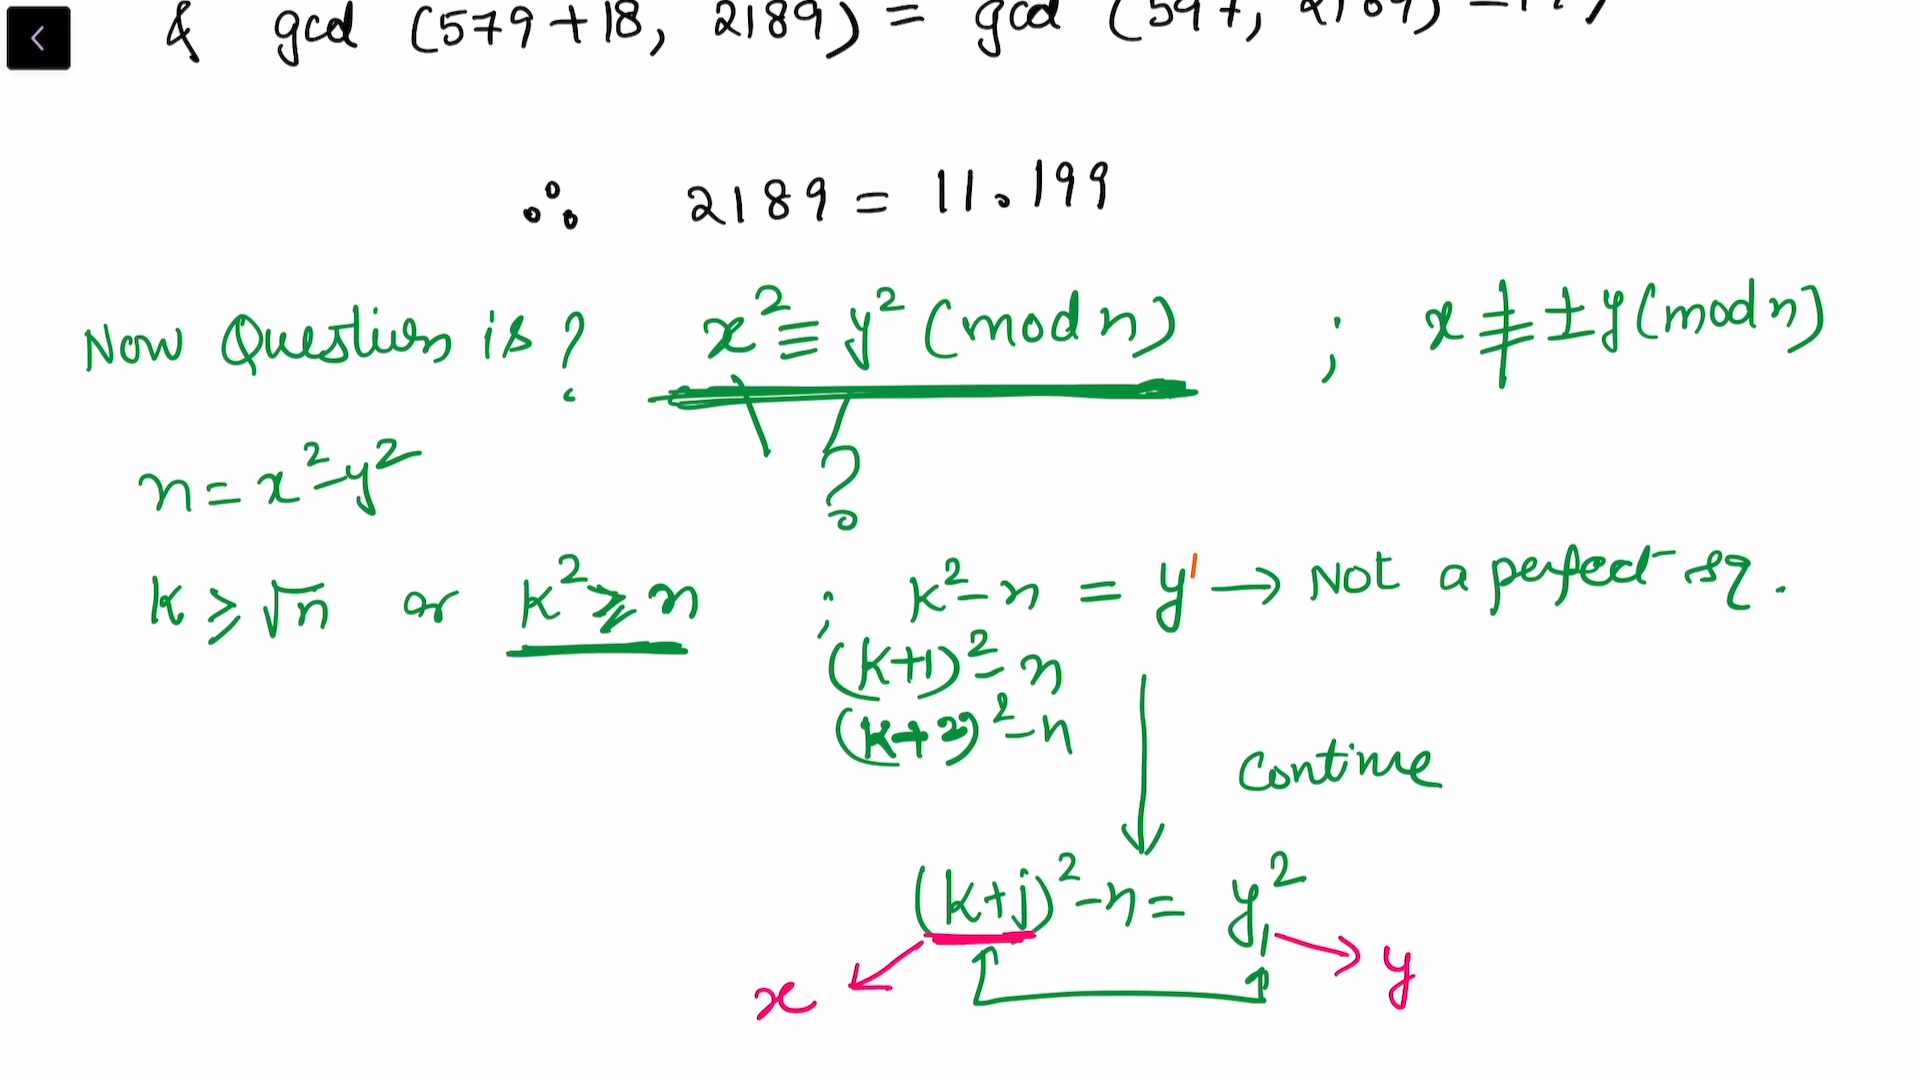 & gcd (579+18, 2189) = gcd (597, 2189) =
∴ 2189 = 11.199
Now Question is? x² ≡ y² (mod n) ; x ≢ ±y (mod n)
?
n = x² - y²
k ≥ √n or k² ≥ n ; k² - n = y' → Not a perfect sq.
(k+1)² - n
(k+2)² - n
Continue
(k+j)² - n = y₁²
x y